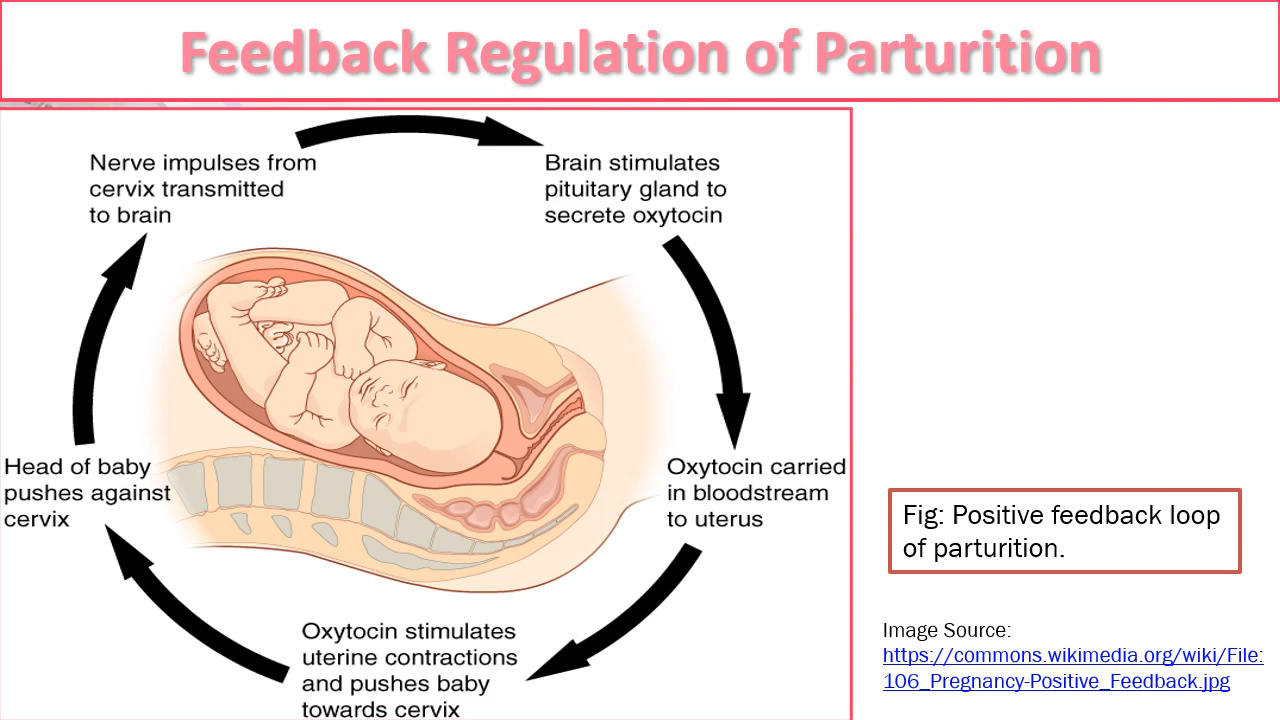 Feedback Regulation of Parturition
Nerve impulses from
cervix transmitted
to brain
Brain stimulates
pituitary gland to
secrete oxytocin
Head of baby
pushes against
cervix
Oxytocin carried
in bloodstream
to uterus
Oxytocin stimulates
uterine contractions
and pushes baby
towards cervix
Fig: Positive feedback loop
of parturition.
Image Source:
https://commons.wikimedia.org/wiki/File:
106_Pregnancy-Positive_Feedback.jpg